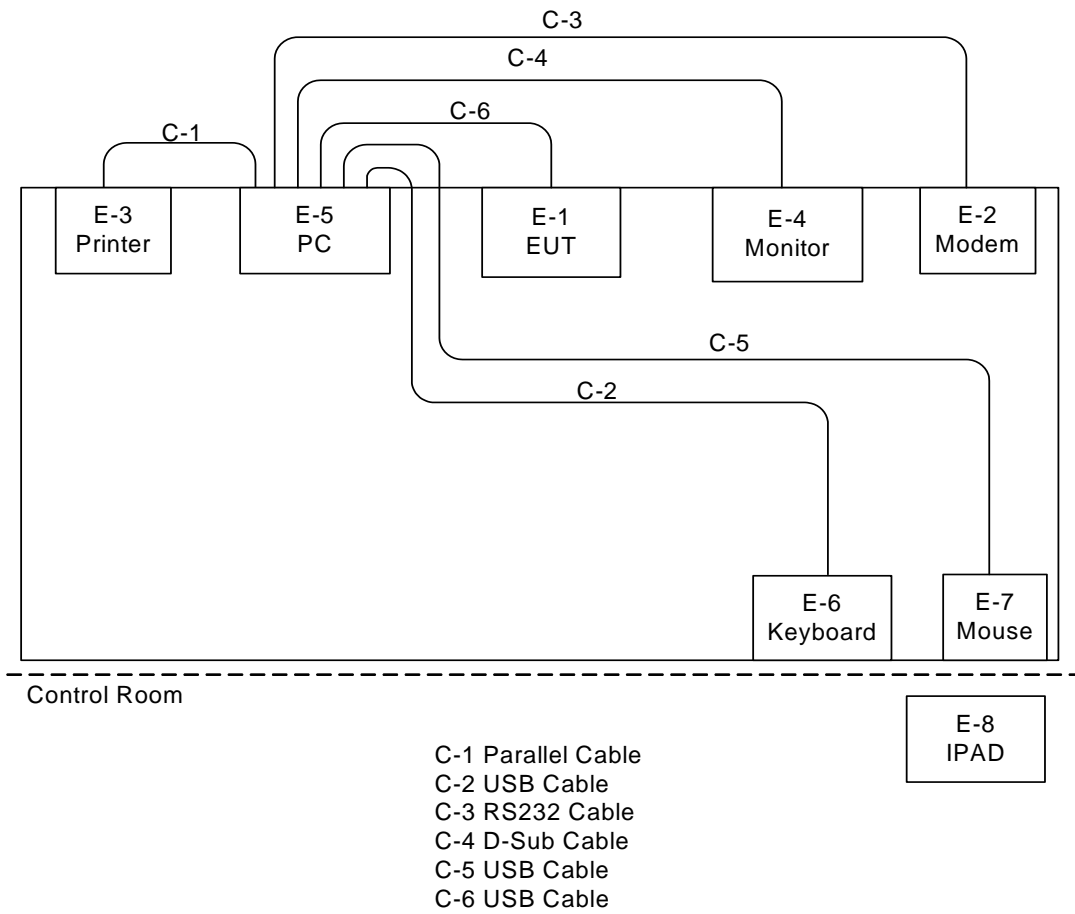 C-3
C-4
C-6
C-1
E-3
Printer
E-5
PC
E-1
EUT
E-4
Monitor
E-2
Modem
C-5
C-2
E-6
Keyboard
E-7
Mouse
Control Room
E-8
IPAD
C-1 Parallel Cable
C-2 USB Cable
C-3 RS232 Cable
C-4 D-Sub Cable
C-5 USB Cable
C-6 USB Cable